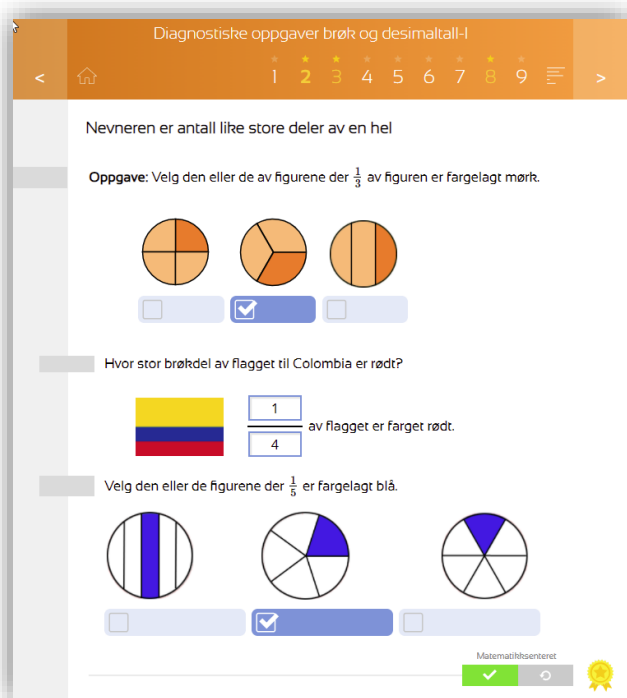 Diagnostiske oppgaver brøk og desimaltall-1
< 1 2 3 4 5 6 7 8 9 >
Nevneren er antall like store deler av en hel
Oppgave: Velg den eller de av figurene der 1/3 av figuren er fargelagt mørk.
Hvor stor brøkdel av flagget til Colombia er rødt?
1
av flagget er farget rødt.
4
Velg den eller de figurene der 1/5 er fargelagt blå.
Matematikksenteret